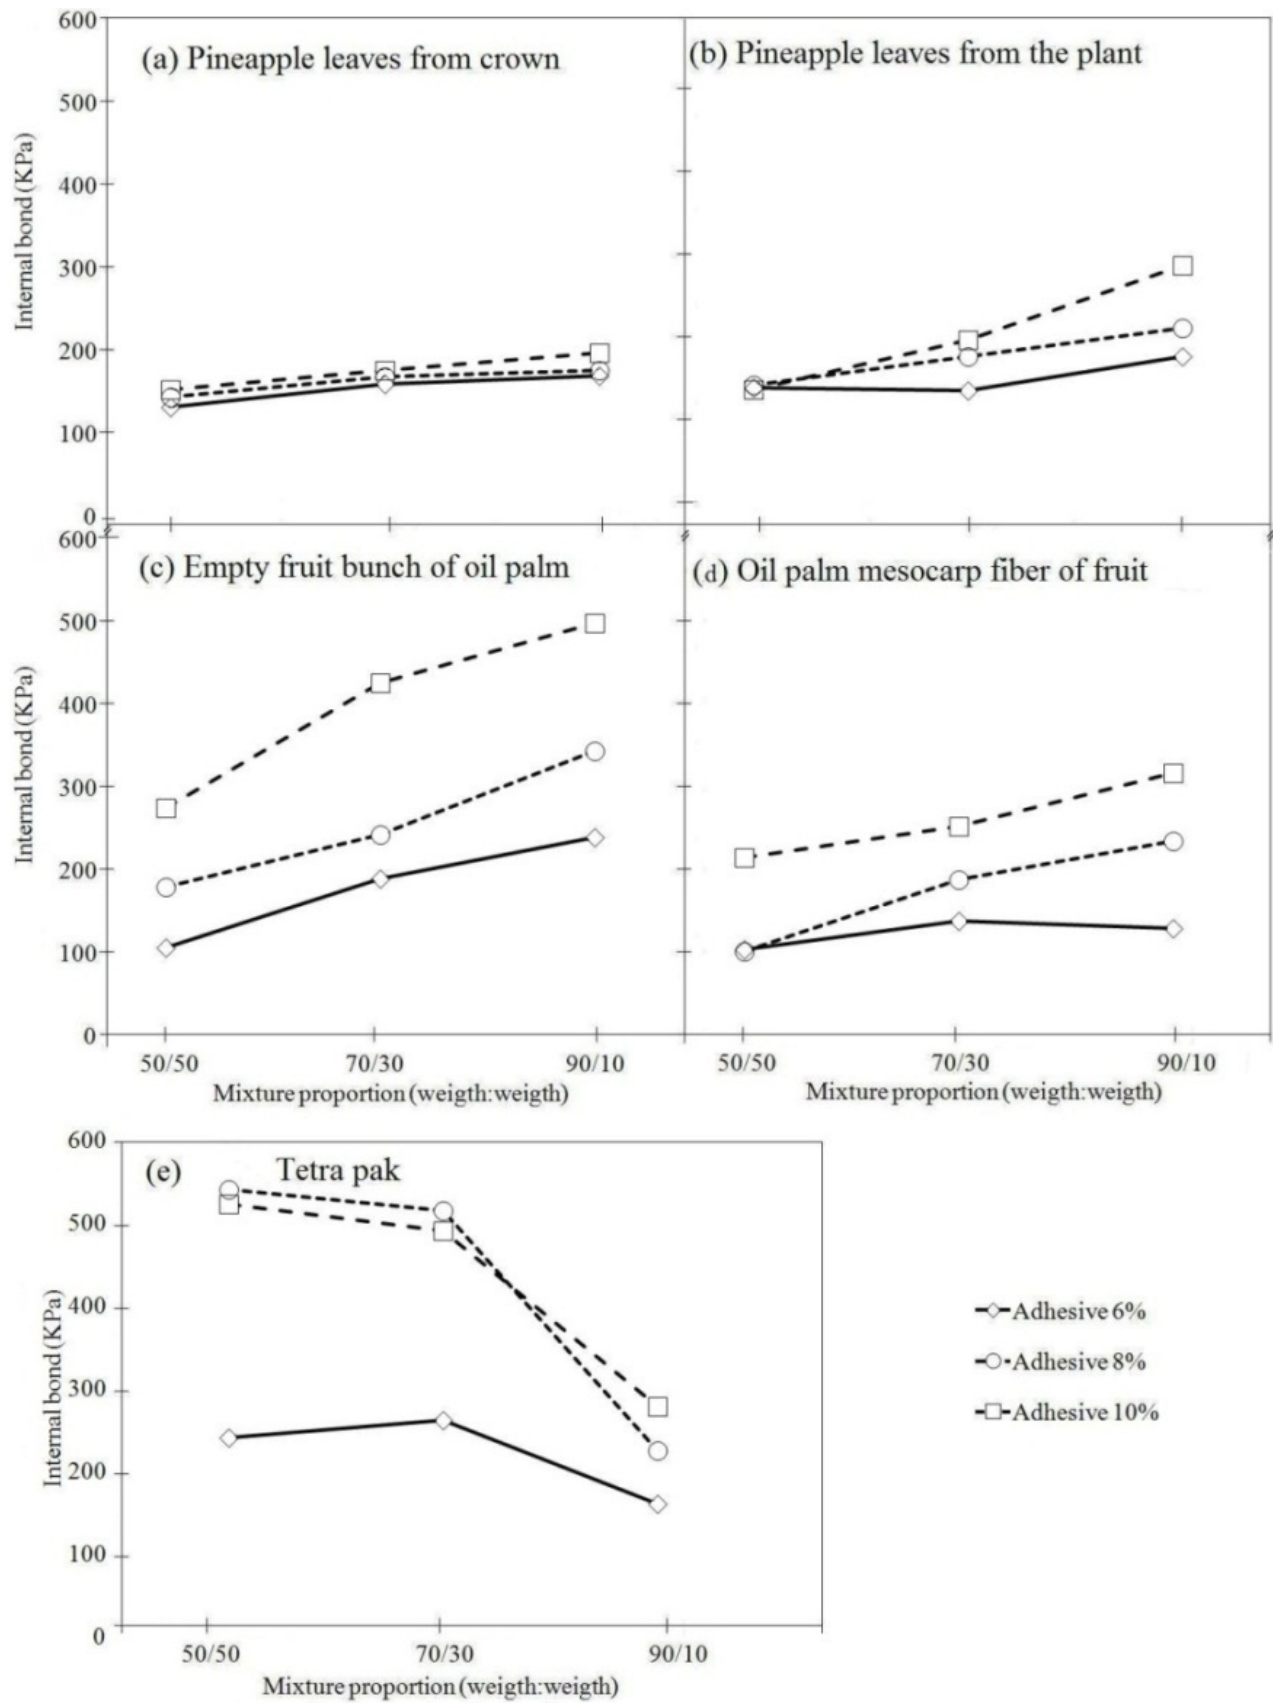 (a) Pineapple leaves from crown
(b) Pineapple leaves from the plant
Internal bond (KPa)
600
500
400
300
200
100
0
(c) Empty fruit bunch of oil palm
(d) Oil palm mesocarp fiber of fruit
Internal bond (KPa)
600
500
400
300
200
100
0
50/50
70/30
90/10
50/50
70/30
90/10
Mixture proportion (weigth:weigth)
Mixture proportion (weigth:weigth)
(e) Tetra pak
Internal bond (KPa)
600
500
400
300
200
100
0
50/50
70/30
90/10
Mixture proportion (weigth:weigth)
Adhesive 6%
Adhesive 8%
Adhesive 10%